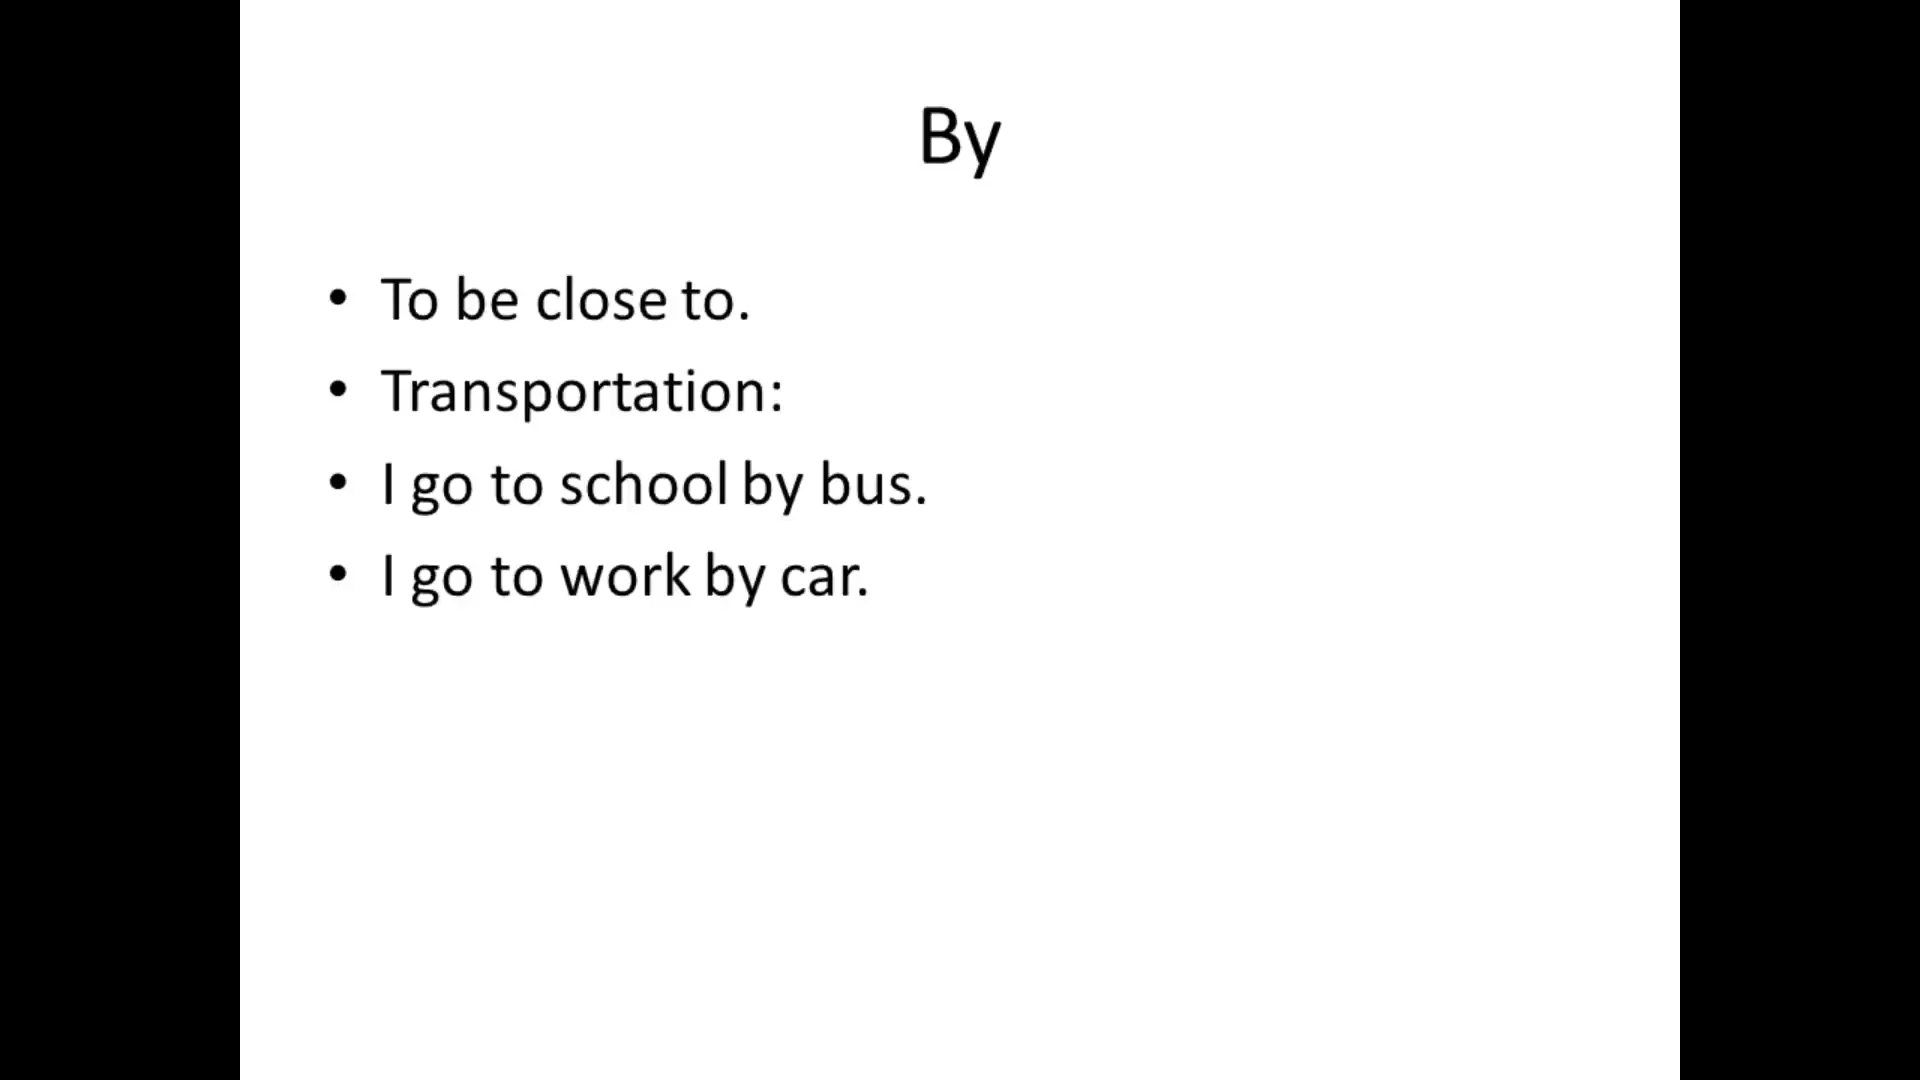 By
• To be close to.
• Transportation:
• I go to school by bus.
• I go to work by car.